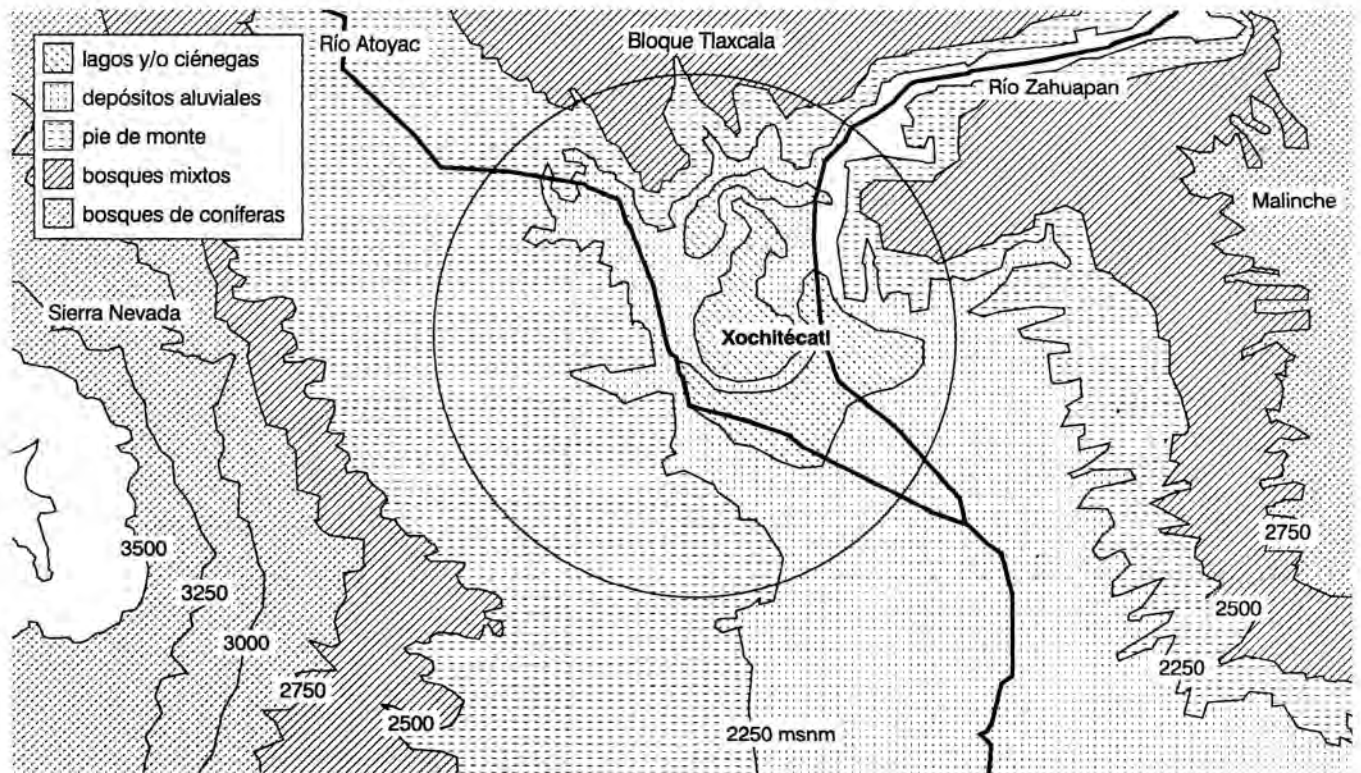 lagos y/o ciénegas
depósitos aluviales
pie de monte
bosques mixtos
bosques de coníferas
Río Atoyac
Bloque Tlaxcala
Río Zahuapan
Malinche
Sierra Nevada
Xochitécatl
3500
3250
3000
2750
2500
2250 msnm
2750
2500
2250